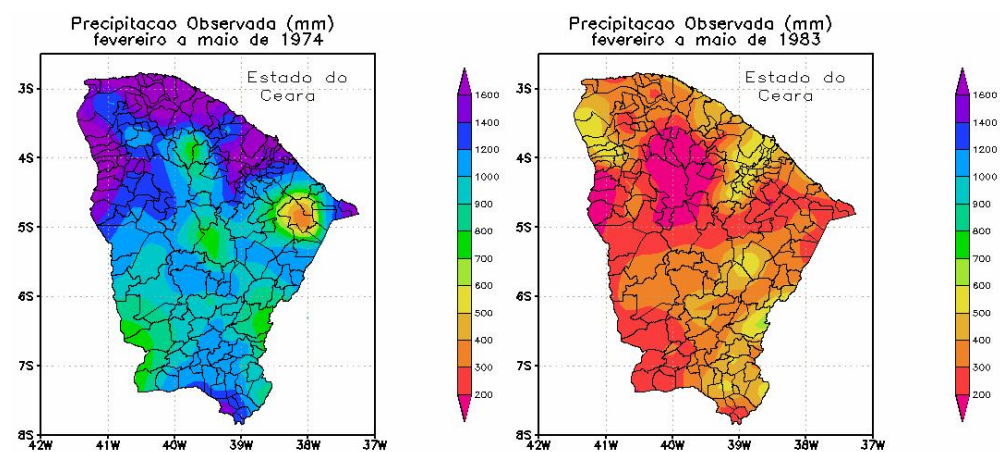 Precipitacao Observada (mm)
fevereiro a maio de 1974
Estado do
Ceara
3S
4S
5S
6S
7S
8S
42W
41W
40W
39W
38W
37W
1600
1400
1200
1000
900
800
700
600
500
400
300
200
Precipitacao Observada (mm)
fevereiro a maio de 1983
Estado do
Ceara
3S
4S
5S
6S
7S
8S
42W
41W
40W
39W
38W
37W
1600
1400
1200
1000
900
800
700
600
500
400
300
200